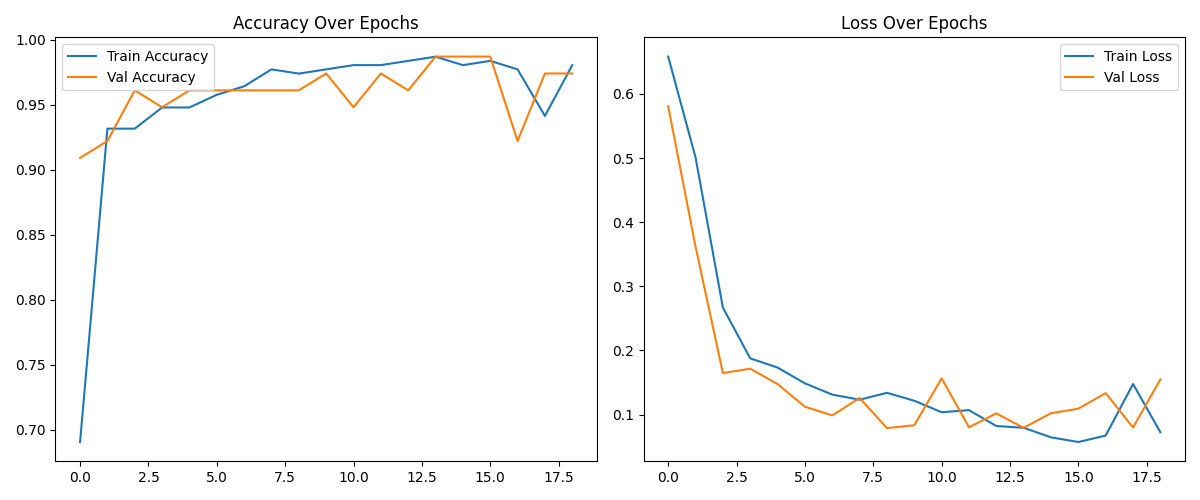 Accuracy Over Epochs
1.00
0.95
0.90
0.85
0.80
0.75
0.70
Train Accuracy
Val Accuracy
0.0 2.5 5.0 7.5 10.0 12.5 15.0 17.5
Loss Over Epochs
0.6
0.5
0.4
0.3
0.2
0.1
Train Loss
Val Loss
0.0 2.5 5.0 7.5 10.0 12.5 15.0 17.5